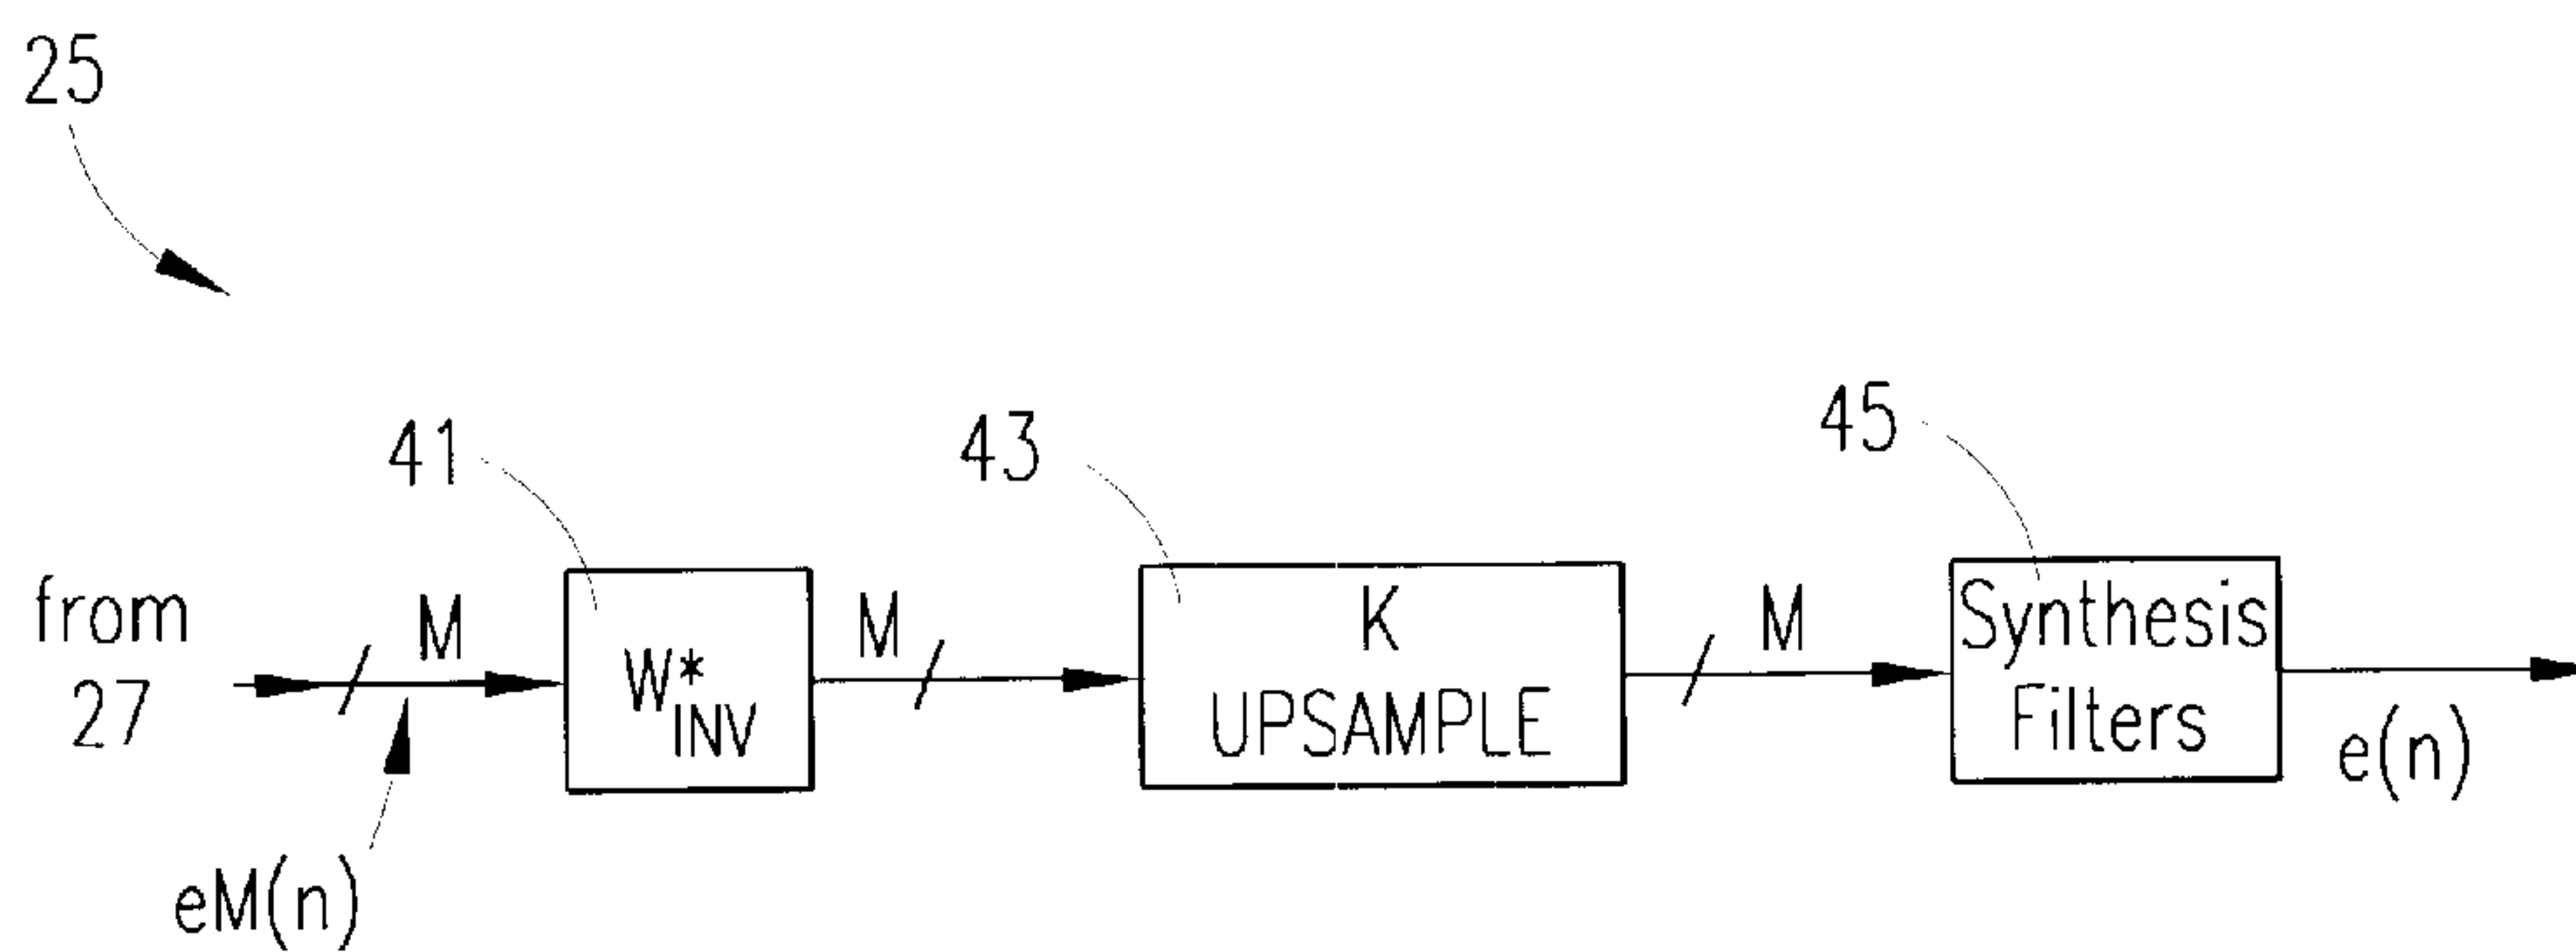 25
41
43
45
from
27
M
eM(n)
W*INV
M
K
UPSAMPLE
M
Synthesis
Filters
e(n)